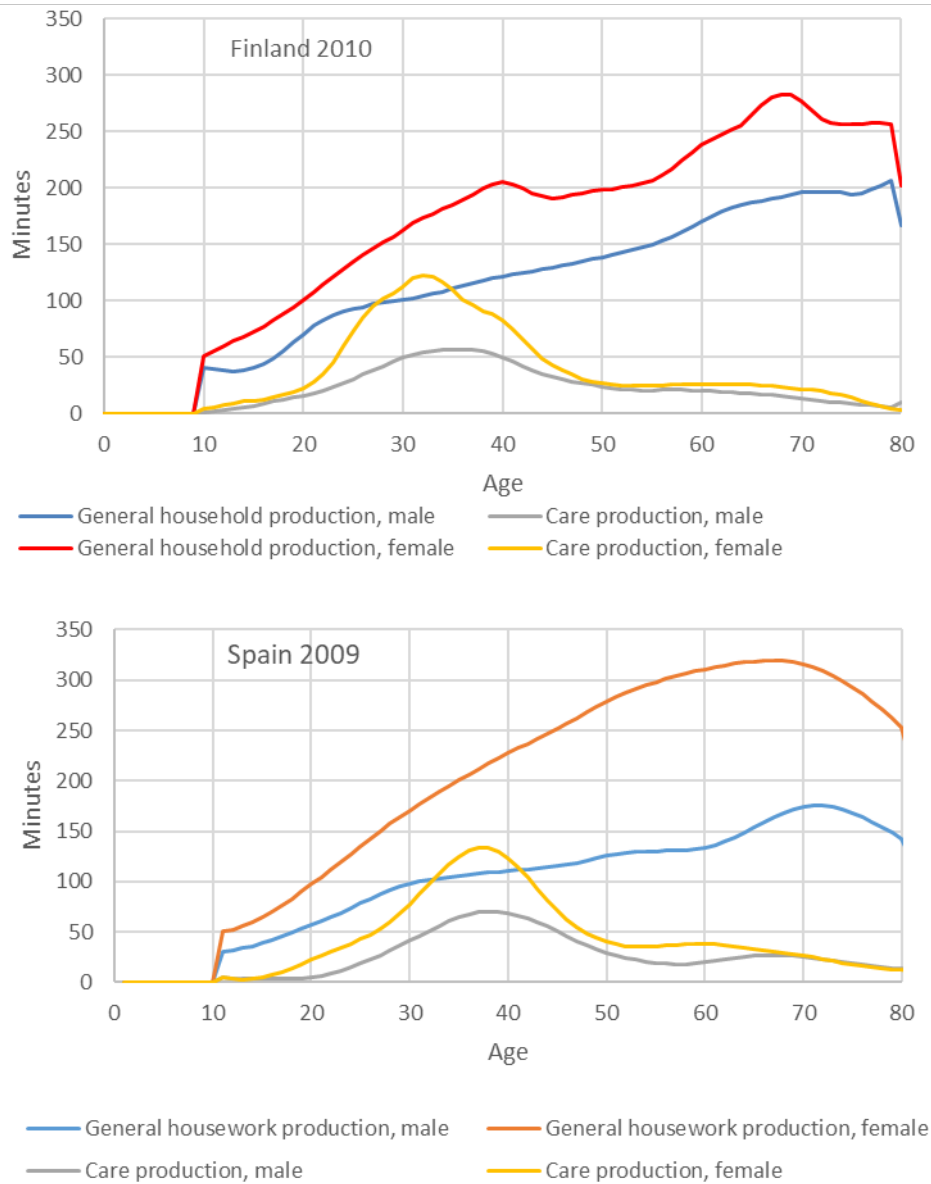 350
Finland 2010
300
250
200
150
100
50
0
Minutes
0 10 20 30 40 50 60 70 80
Age
General household production, male Care production, male
General household production, female Care production, female
350
Spain 2009
300
250
200
150
100
50
0
Minutes
0 10 20 30 40 50 60 70 80
Age
General housework production, male General housework production, female
Care production, male Care production, female